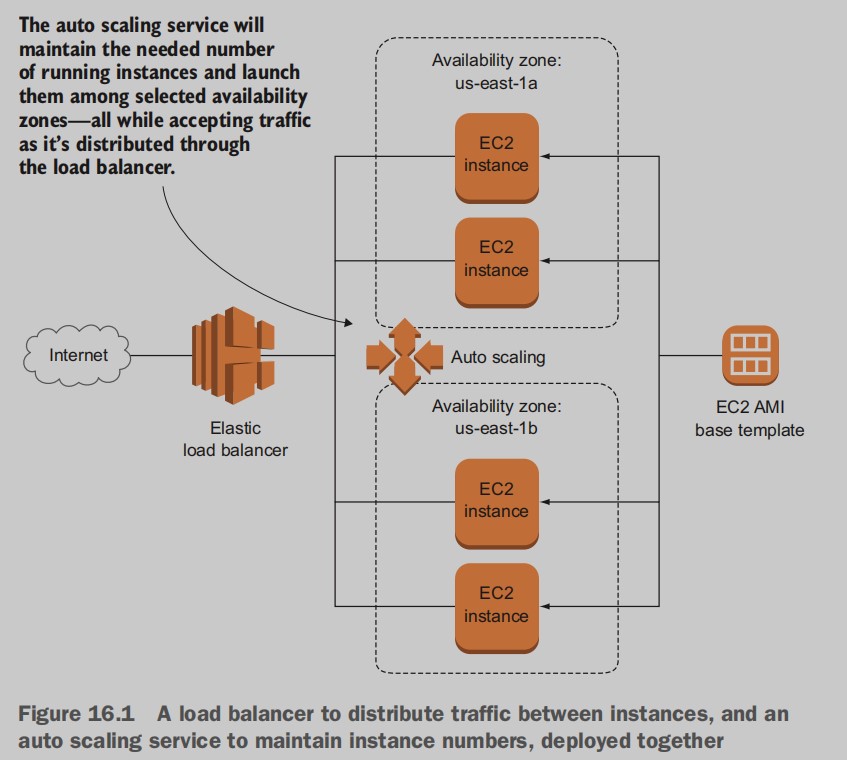 The auto scaling service will
maintain the needed number
of running instances and launch
them among selected availability
zones—all while accepting traffic
as it's distributed through
the load balancer.
Availability zone:
us-east-1a
EC2
instance
EC2
instance
Internet
Elastic
load balancer
Auto scaling
EC2 AMI
base template
Availability zone:
us-east-1b
EC2
instance
EC2
instance
Figure 16.1 A load balancer to distribute traffic between instances, and an
auto scaling service to maintain instance numbers, deployed together